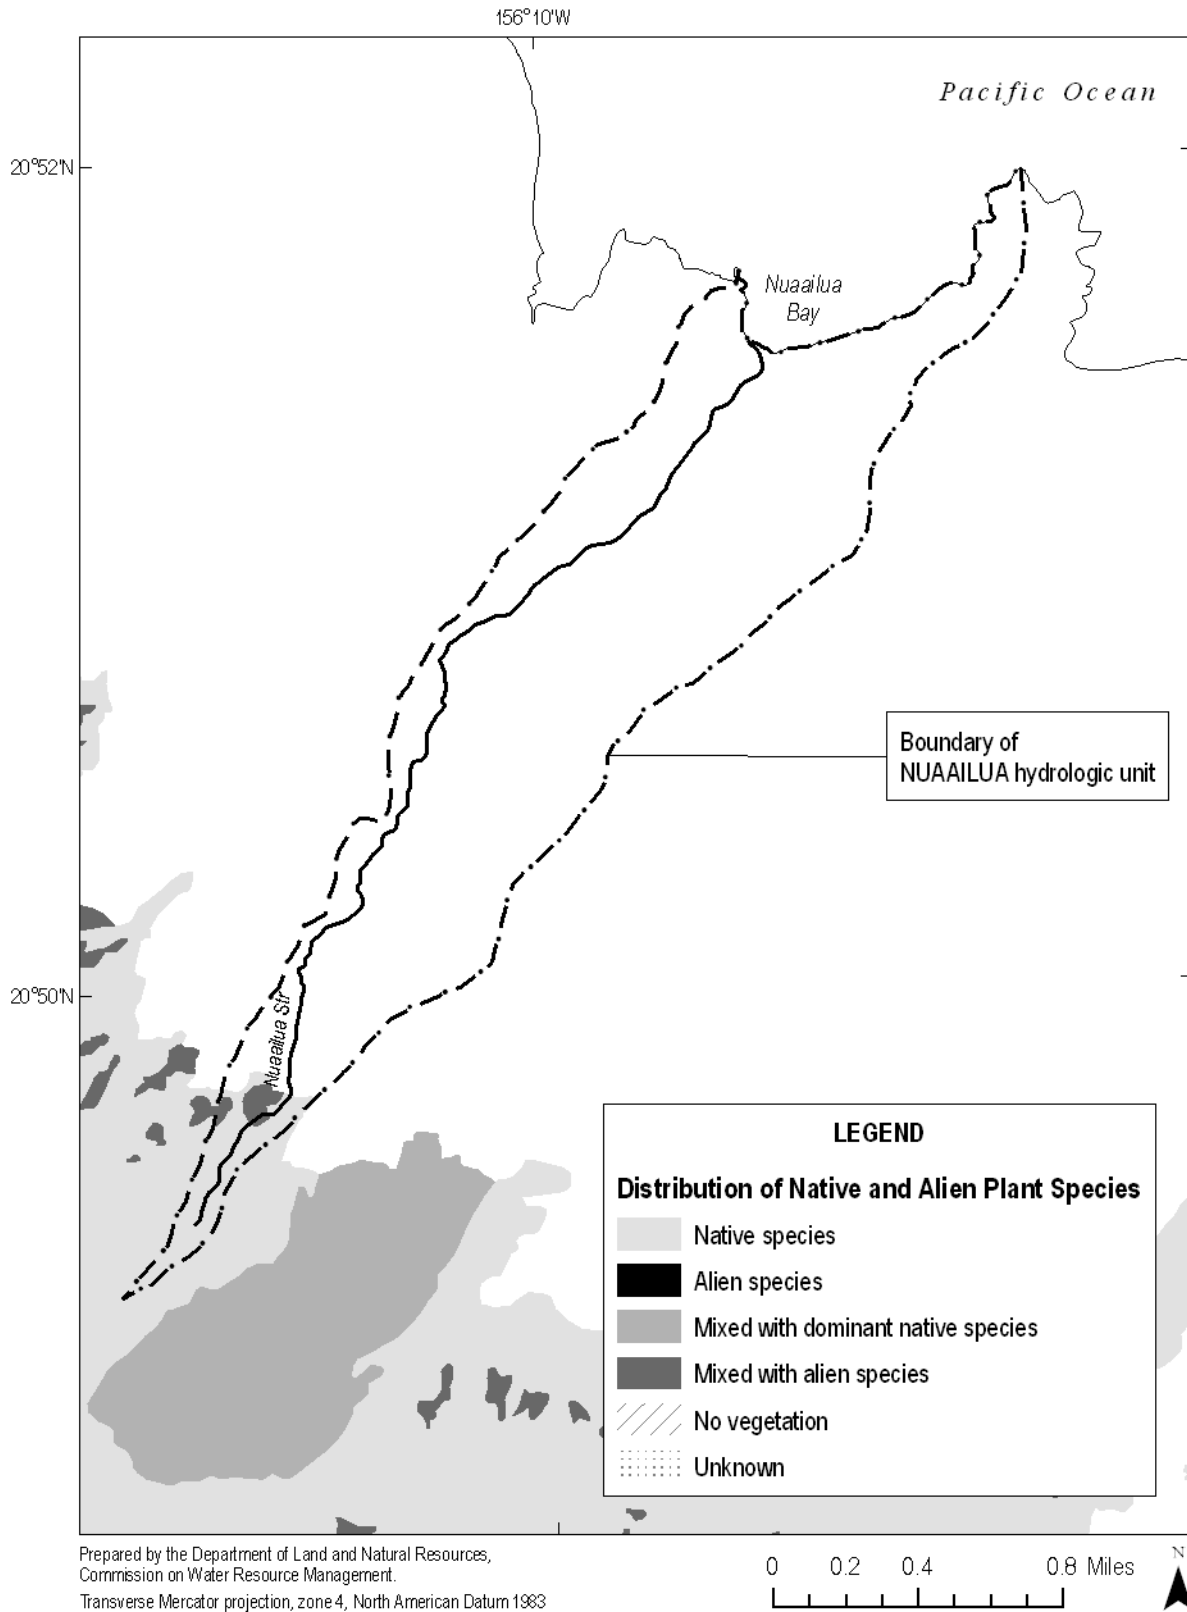 156°10'W
Pacific Ocean
20°52'N
Nuaailua
Bay
Boundary of
NUAAILUA hydrologic unit
20°50'N
Nuaailua Str
LEGEND
Distribution of Native and Alien Plant Species
Native species
Alien species
Mixed with dominant native species
Mixed with alien species
No vegetation
Unknown
Prepared by the Department of Land and Natural Resources,
Commission on Water Resource Management.
Transverse Mercator projection, zone 4, North American Datum 1983
0 0.2 0.4 0.8 Miles
N